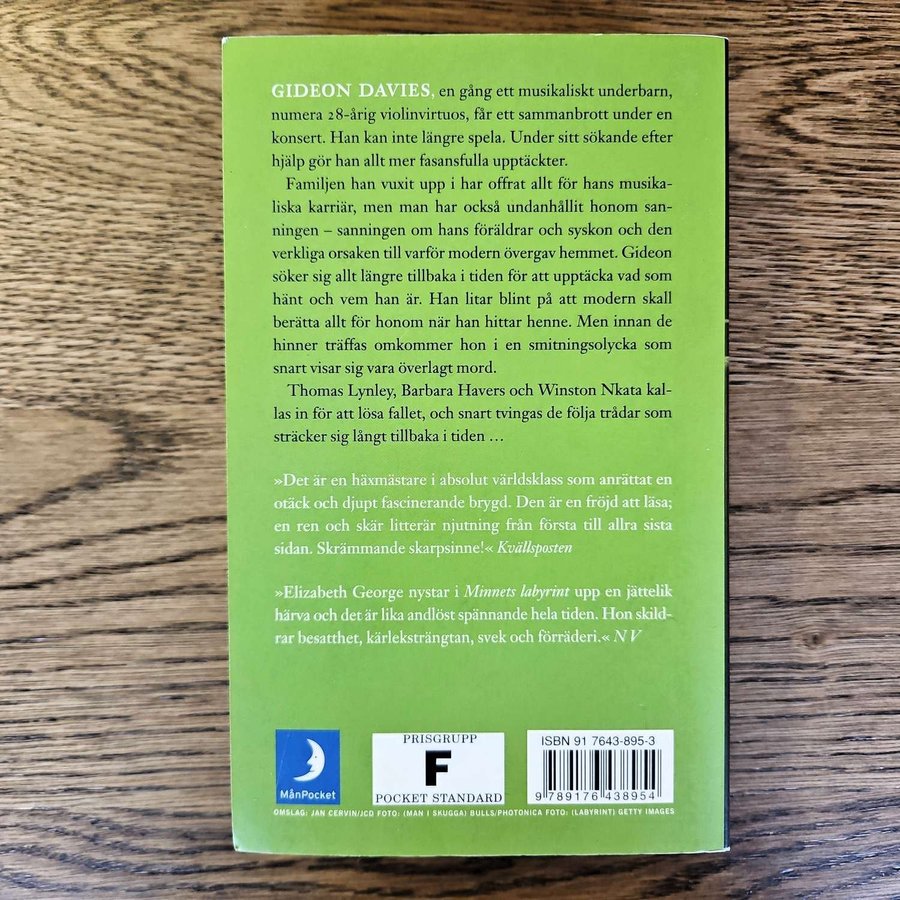 GIDEON DAVIES, en gång ett musikaliskt underbarn,
numera 28-årig violinvirtuos, får ett sammanbrott under en
konsert. Han kan inte längre spela. Under sitt sökande efter
hjälp gör han allt mer fasansfulla upptäckter.
Familjen han vuxit upp i har offrat allt för hans musika-
liska karriär, men man har också undanhållit honom san-
ningen – sanningen om hans föräldrar och syskon och den
verkliga orsaken till varför modern övergav hemmet. Gideon
söker sig allt längre tillbaka i tiden för att upptäcka vad som
hänt och vem han är. Han litar blint på att modern skall
berätta allt för honom när han hittar henne. Men innan de
hinner träffas omkommer hon i en smitningsolycka som
snart visar sig vara överlagt mord.
Thomas Lynley, Barbara Havers och Winston Nkata kal-
las in för att lösa fallet, och snart tvingas de följa trådar som
sträcker sig långt tillbaka i tiden ...
»Det är en häxmästare i absolut världsklass som anrättat en
otäck och djupt fascinerande brygd. Den är en fröjd att läsa;
en ren och skär litterär njutning från första till allra sista
sidan. Skrämmande skarpsinne!« Kvällsposten
»Elizabeth George nystar i Minnets labyrint upp en jättelik
härva och det är lika andlöst spännande hela tiden. Hon skild-
rar besatthet, kärleksträngtan, svek och förräderi.« NV
MånPocket
PRISGRUPP
F
POCKET STANDARD
ISBN 91 7643-895-3
9 789176 438954
OMSLAG: JAN CERVIN/JCD FOTO: (MAN I SKUGGA) BULLS/PHOTONICA FOTO: (LABYRINT) GETTY IMAGES